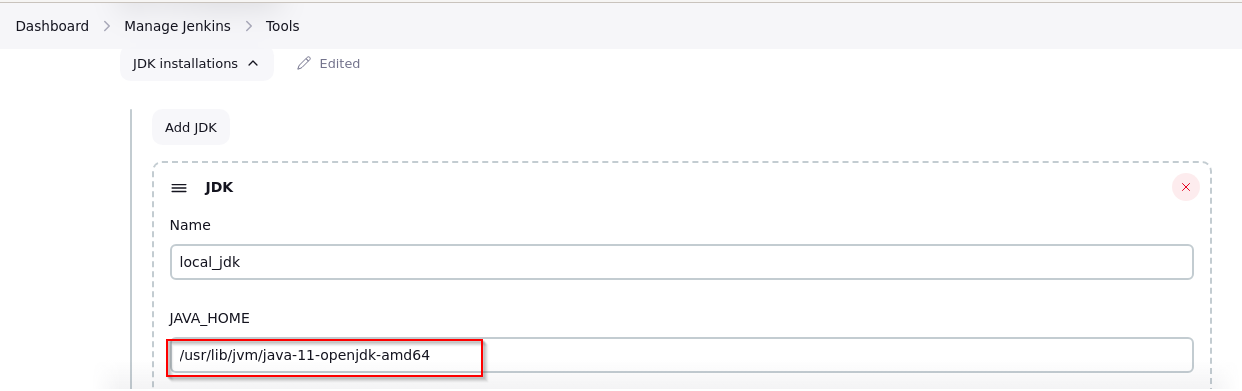 Dashboard > Manage Jenkins > Tools
JDK installations Edited
Add JDK
JDK
Name
local_jdk
JAVA_HOME
/usr/lib/jvm/java-11-openjdk-amd64